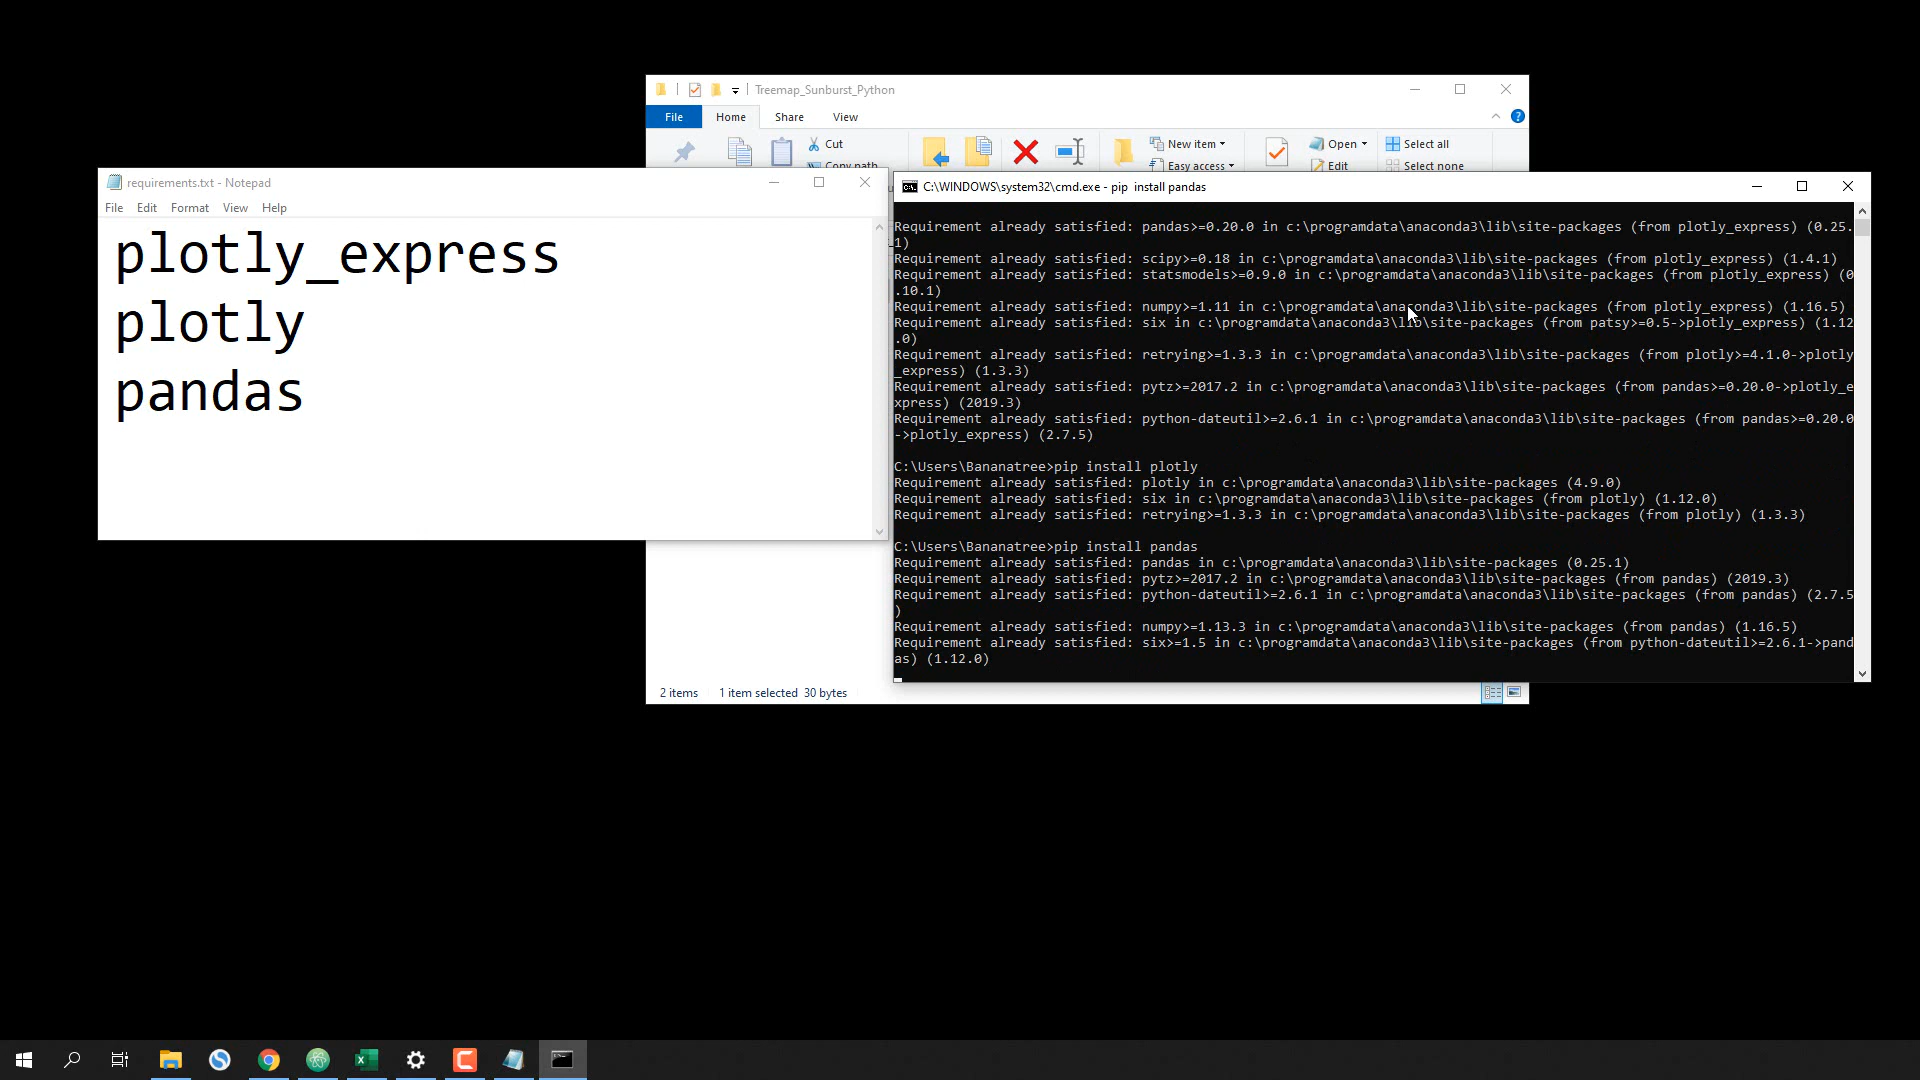 Treemap_Sunburst_Python
File Home Share View
Cut
Copy path
New item
Easy access
Open
Edit
Select all
Select none
requirements.txt - Notepad
File Edit Format View Help
plotly_express
plotly
pandas
C:\WINDOWS\system32\cmd.exe - pip install pandas
Requirement already satisfied: pandas>=0.20.0 in c:\programdata\anaconda3\lib\site-packages (from plotly_express) (0.25.
1)
Requirement already satisfied: scipy>=0.18 in c:\programdata\anaconda3\lib\site-packages (from plotly_express) (1.4.1)
Requirement already satisfied: statsmodels>=0.9.0 in c:\programdata\anaconda3\lib\site-packages (from plotly_express) (0
.10.1)
Requirement already satisfied: numpy>=1.11 in c:\programdata\anaconda3\lib\site-packages (from plotly_express) (1.16.5)
Requirement already satisfied: six in c:\programdata\anaconda3\lib\site-packages (from patsy>=0.5->plotly_express) (1.12
.0)
Requirement already satisfied: retrying>=1.3.3 in c:\programdata\anaconda3\lib\site-packages (from plotly>=4.1.0->plotly
_express) (1.3.3)
Requirement already satisfied: pytz>=2017.2 in c:\programdata\anaconda3\lib\site-packages (from pandas>=0.20.0->plotly_e
xpress) (2019.3)
Requirement already satisfied: python-dateutil>=2.6.1 in c:\programdata\anaconda3\lib\site-packages (from pandas>=0.20.0
->plotly_express) (2.7.5)
C:\Users\Bananatree>pip install plotly
Requirement already satisfied: plotly in c:\programdata\anaconda3\lib\site-packages (4.9.0)
Requirement already satisfied: six in c:\programdata\anaconda3\lib\site-packages (from plotly) (1.12.0)
Requirement already satisfied: retrying>=1.3.3 in c:\programdata\anaconda3\lib\site-packages (from plotly) (1.3.3)
C:\Users\Bananatree>pip install pandas
Requirement already satisfied: pandas in c:\programdata\anaconda3\lib\site-packages (0.25.1)
Requirement already satisfied: pytz>=2017.2 in c:\programdata\anaconda3\lib\site-packages (from pandas) (2019.3)
Requirement already satisfied: python-dateutil>=2.6.1 in c:\programdata\anaconda3\lib\site-packages (from pandas) (2.7.5
)
Requirement already satisfied: numpy>=1.13.3 in c:\programdata\anaconda3\lib\site-packages (from pandas) (1.16.5)
Requirement already satisfied: six>=1.5 in c:\programdata\anaconda3\lib\site-packages (from python-dateutil>=2.6.1->pand
as) (1.12.0)
2 items 1 item selected 30 bytes